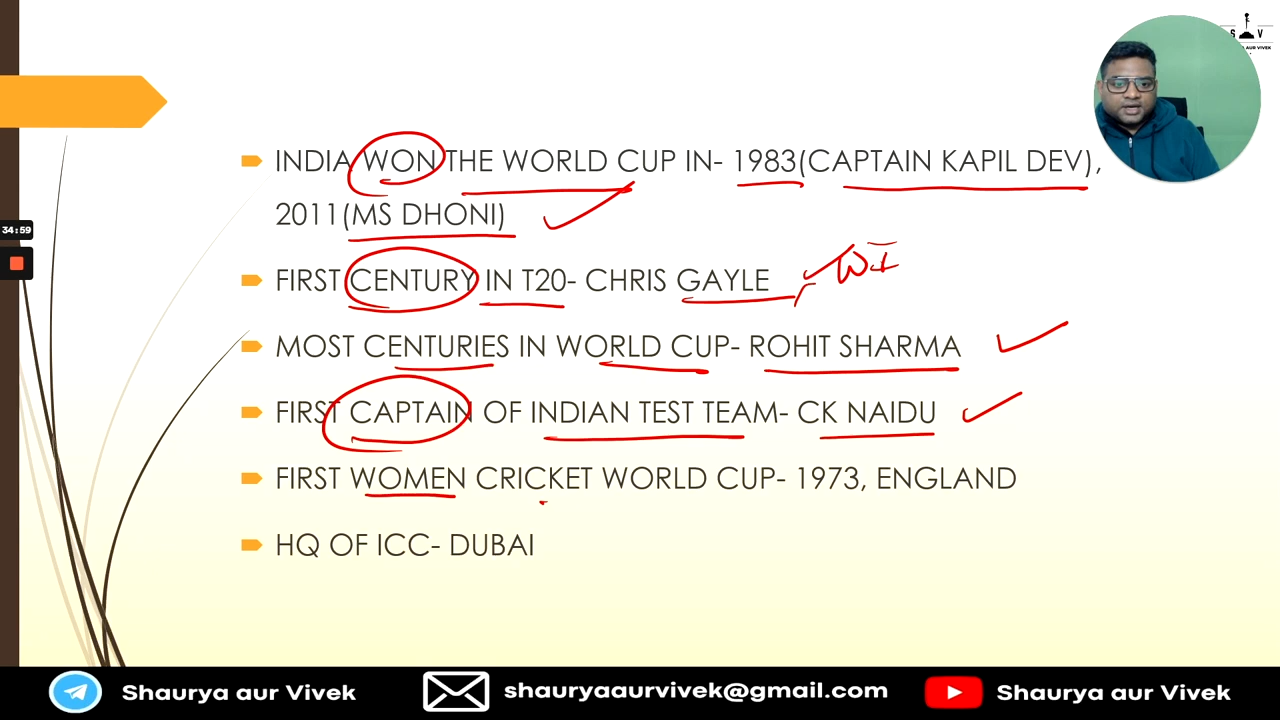 S V
INDIA WON THE WORLD CUP IN- 1983(CAPTAIN KAPIL DEV),
2011(MS DHONI)
34:59
FIRST CENTURY IN T20- CHRIS GAYLE WI
MOST CENTURIES IN WORLD CUP- ROHIT SHARMA
FIRST CAPTAIN OF INDIAN TEST TEAM- CK NAIDU
FIRST WOMEN CRICKET WORLD CUP- 1973, ENGLAND
HQ OF ICC- DUBAI
Shaurya aur Vivek shauryaaurvivek@gmail.com Shaurya aur Vivek